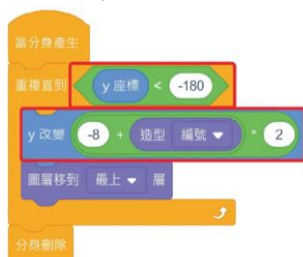 當分身產生
重複直到 y 座標 < -180
y 改變 -8 + 造型 編號 * 2
圖層移到 最上 層
分身刪除